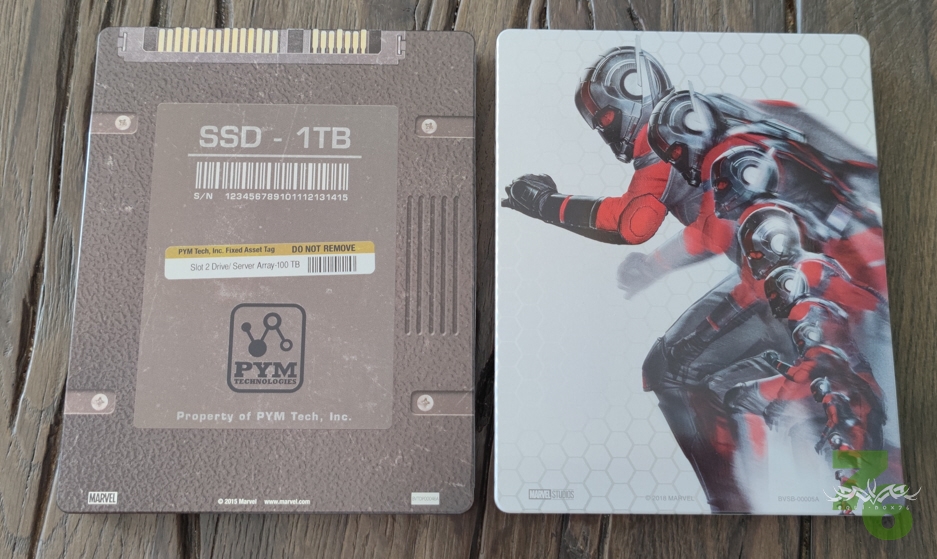 SSD - 1TB
S/N 123456789101112131415
PYM Tech, Inc. Fixed Asset Tag DO NOT REMOVE
Slot 2 Drive/ Server Array-100 TB
PYM
TECHNOLOGIES
Property of PYM Tech, Inc.
MARVEL
© 2015 Marvel www.marvel.com
MARVEL STUDIOS
© 2018 MARVEL